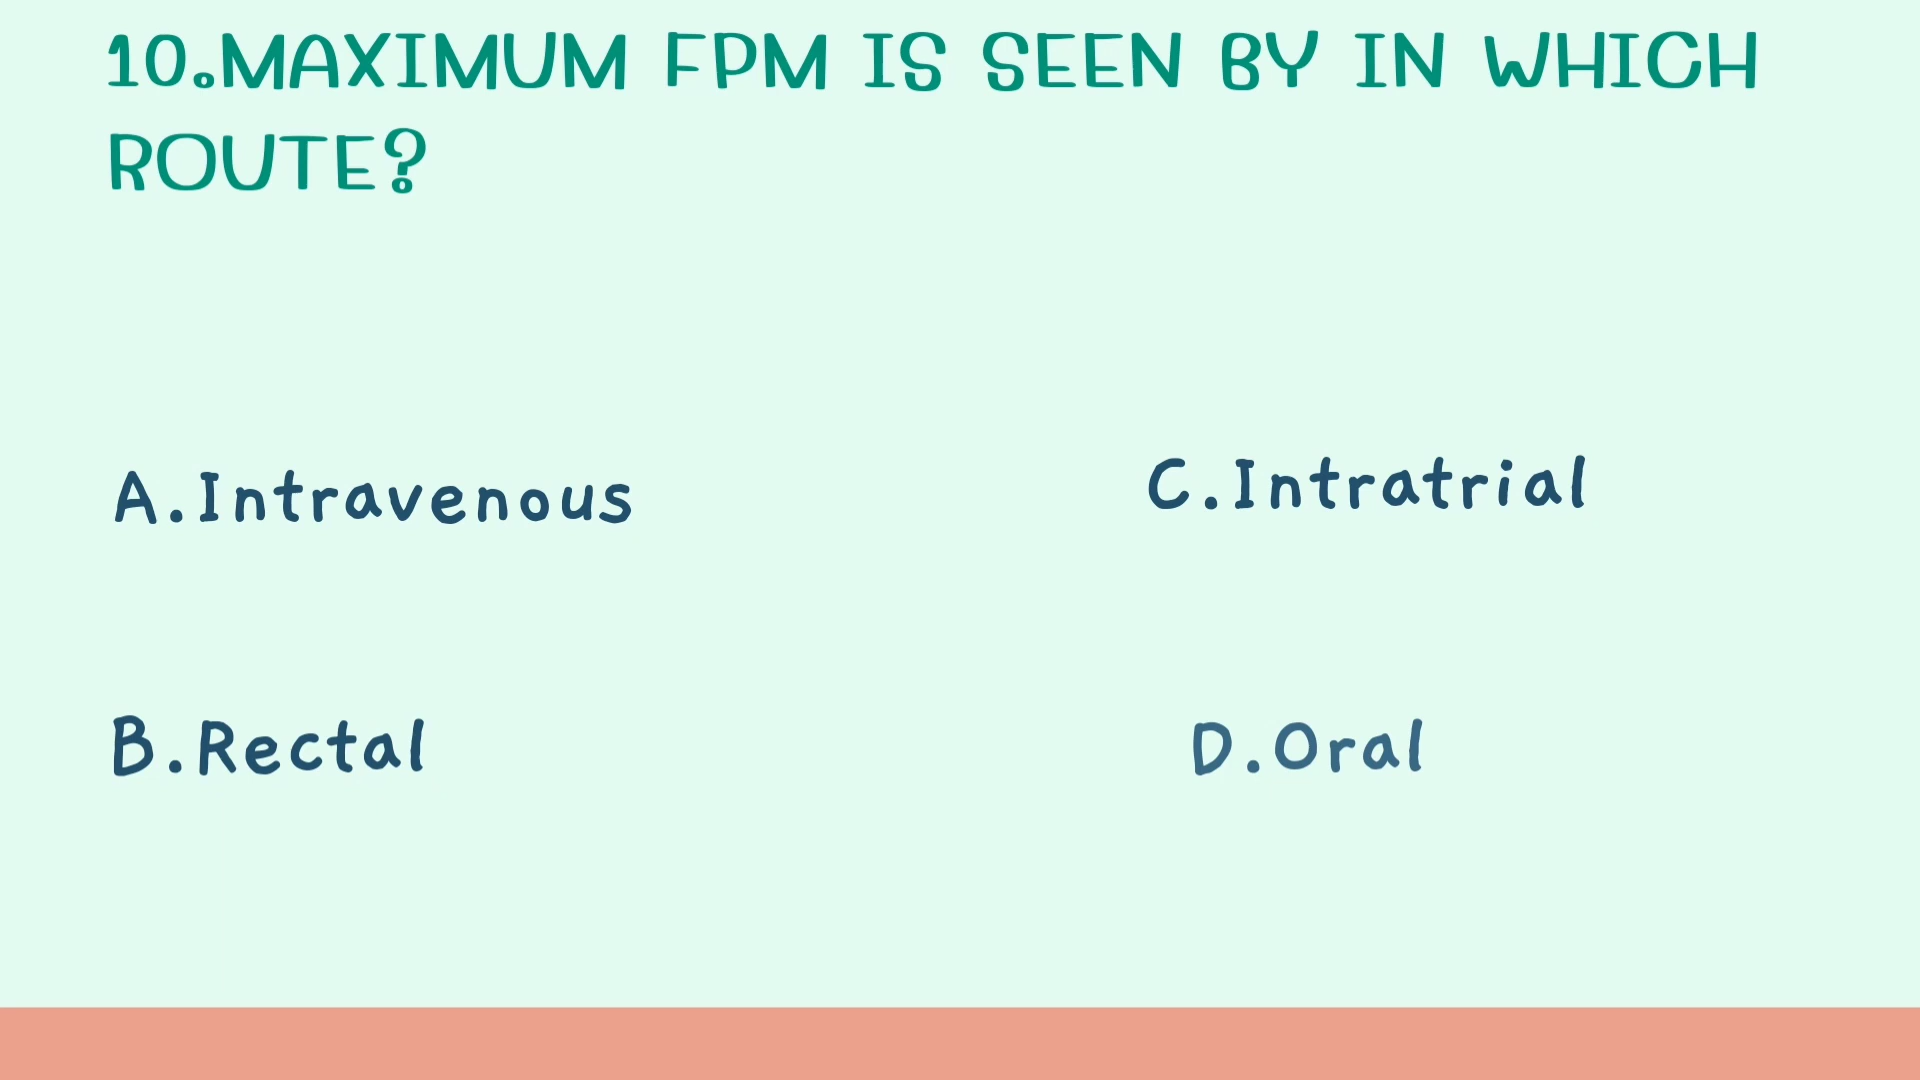 10.MAXIMUM FPM IS SEEN BY IN WHICH
ROUTE?
A.Intravenous
C.Intratrial
B.Rectal
D.Oral